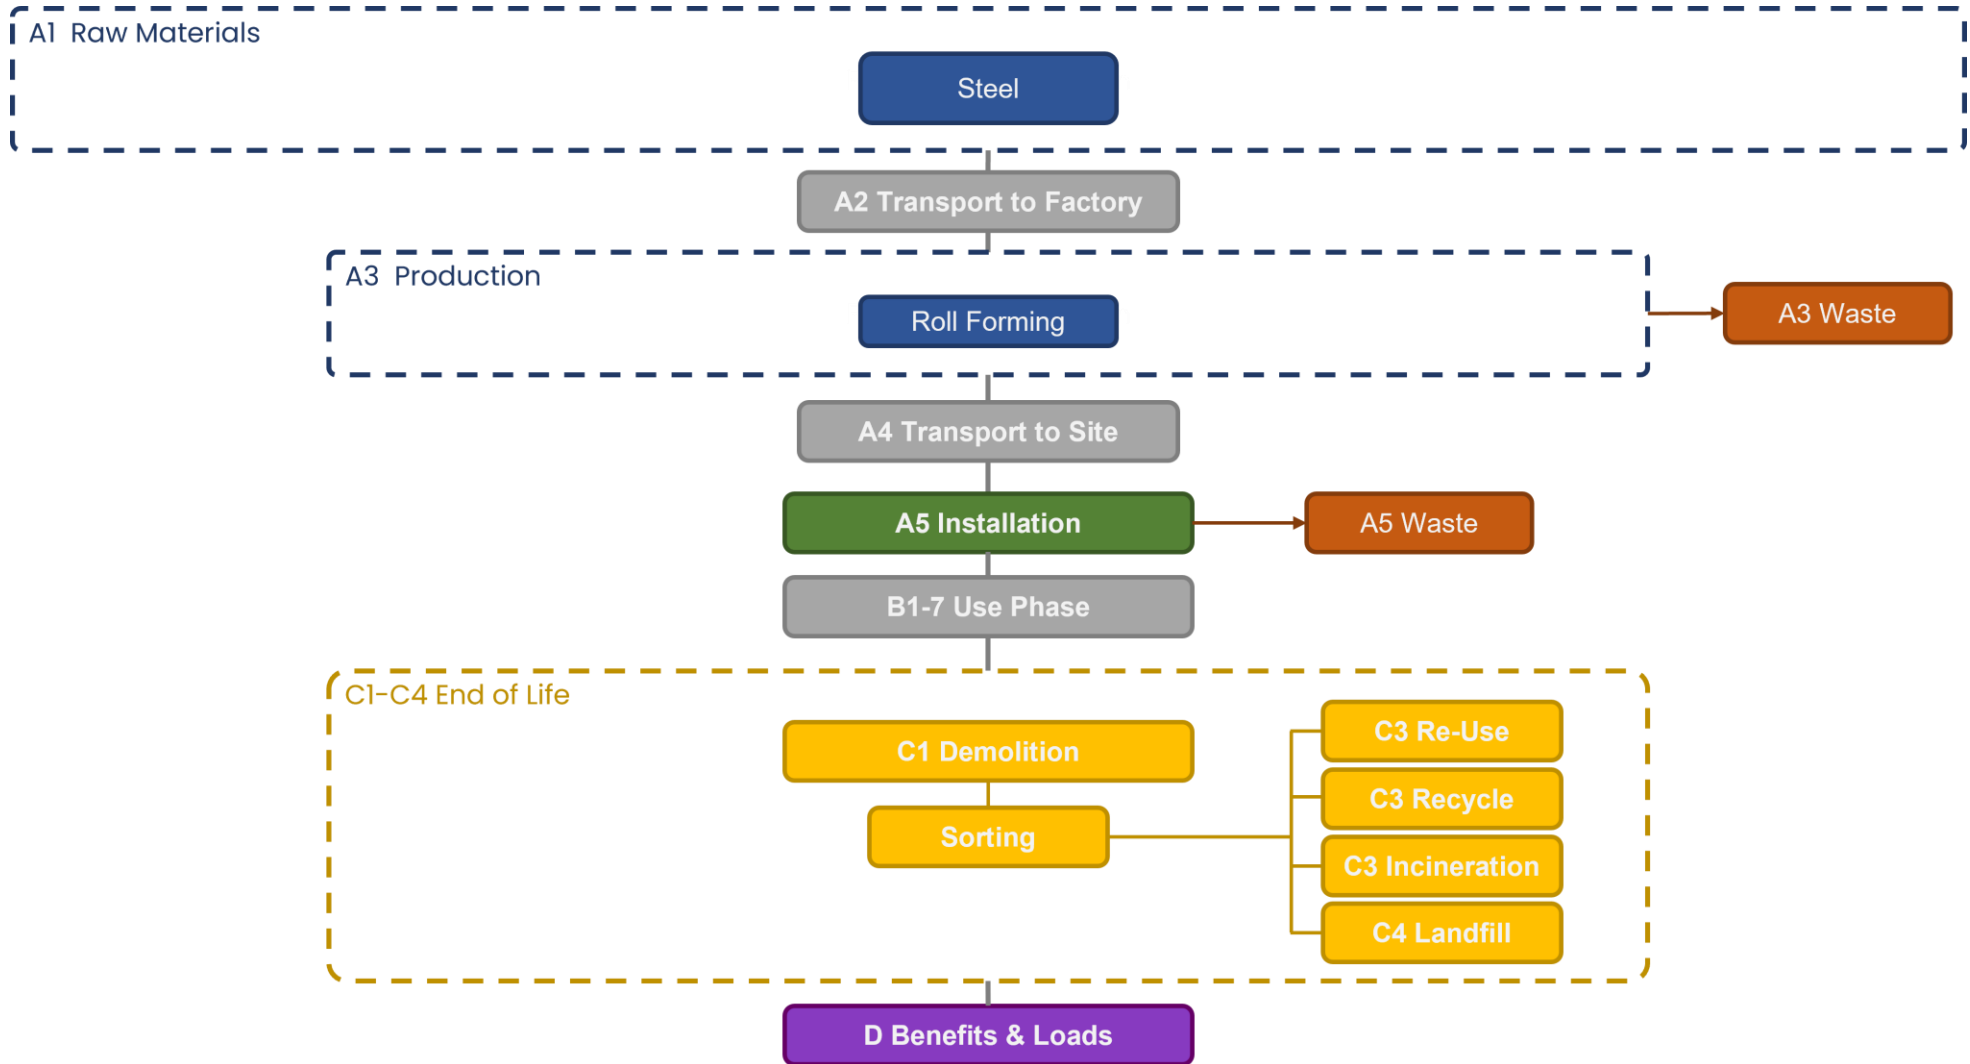 A1 Raw Materials
Steel
A2 Transport to Factory
A3 Production
Roll Forming
A3 Waste
A4 Transport to Site
A5 Installation
A5 Waste
B1-7 Use Phase
C1-C4 End of Life
C1 Demolition
Sorting
C3 Re-Use
C3 Recycle
C3 Incineration
C4 Landfill
D Benefits & Loads